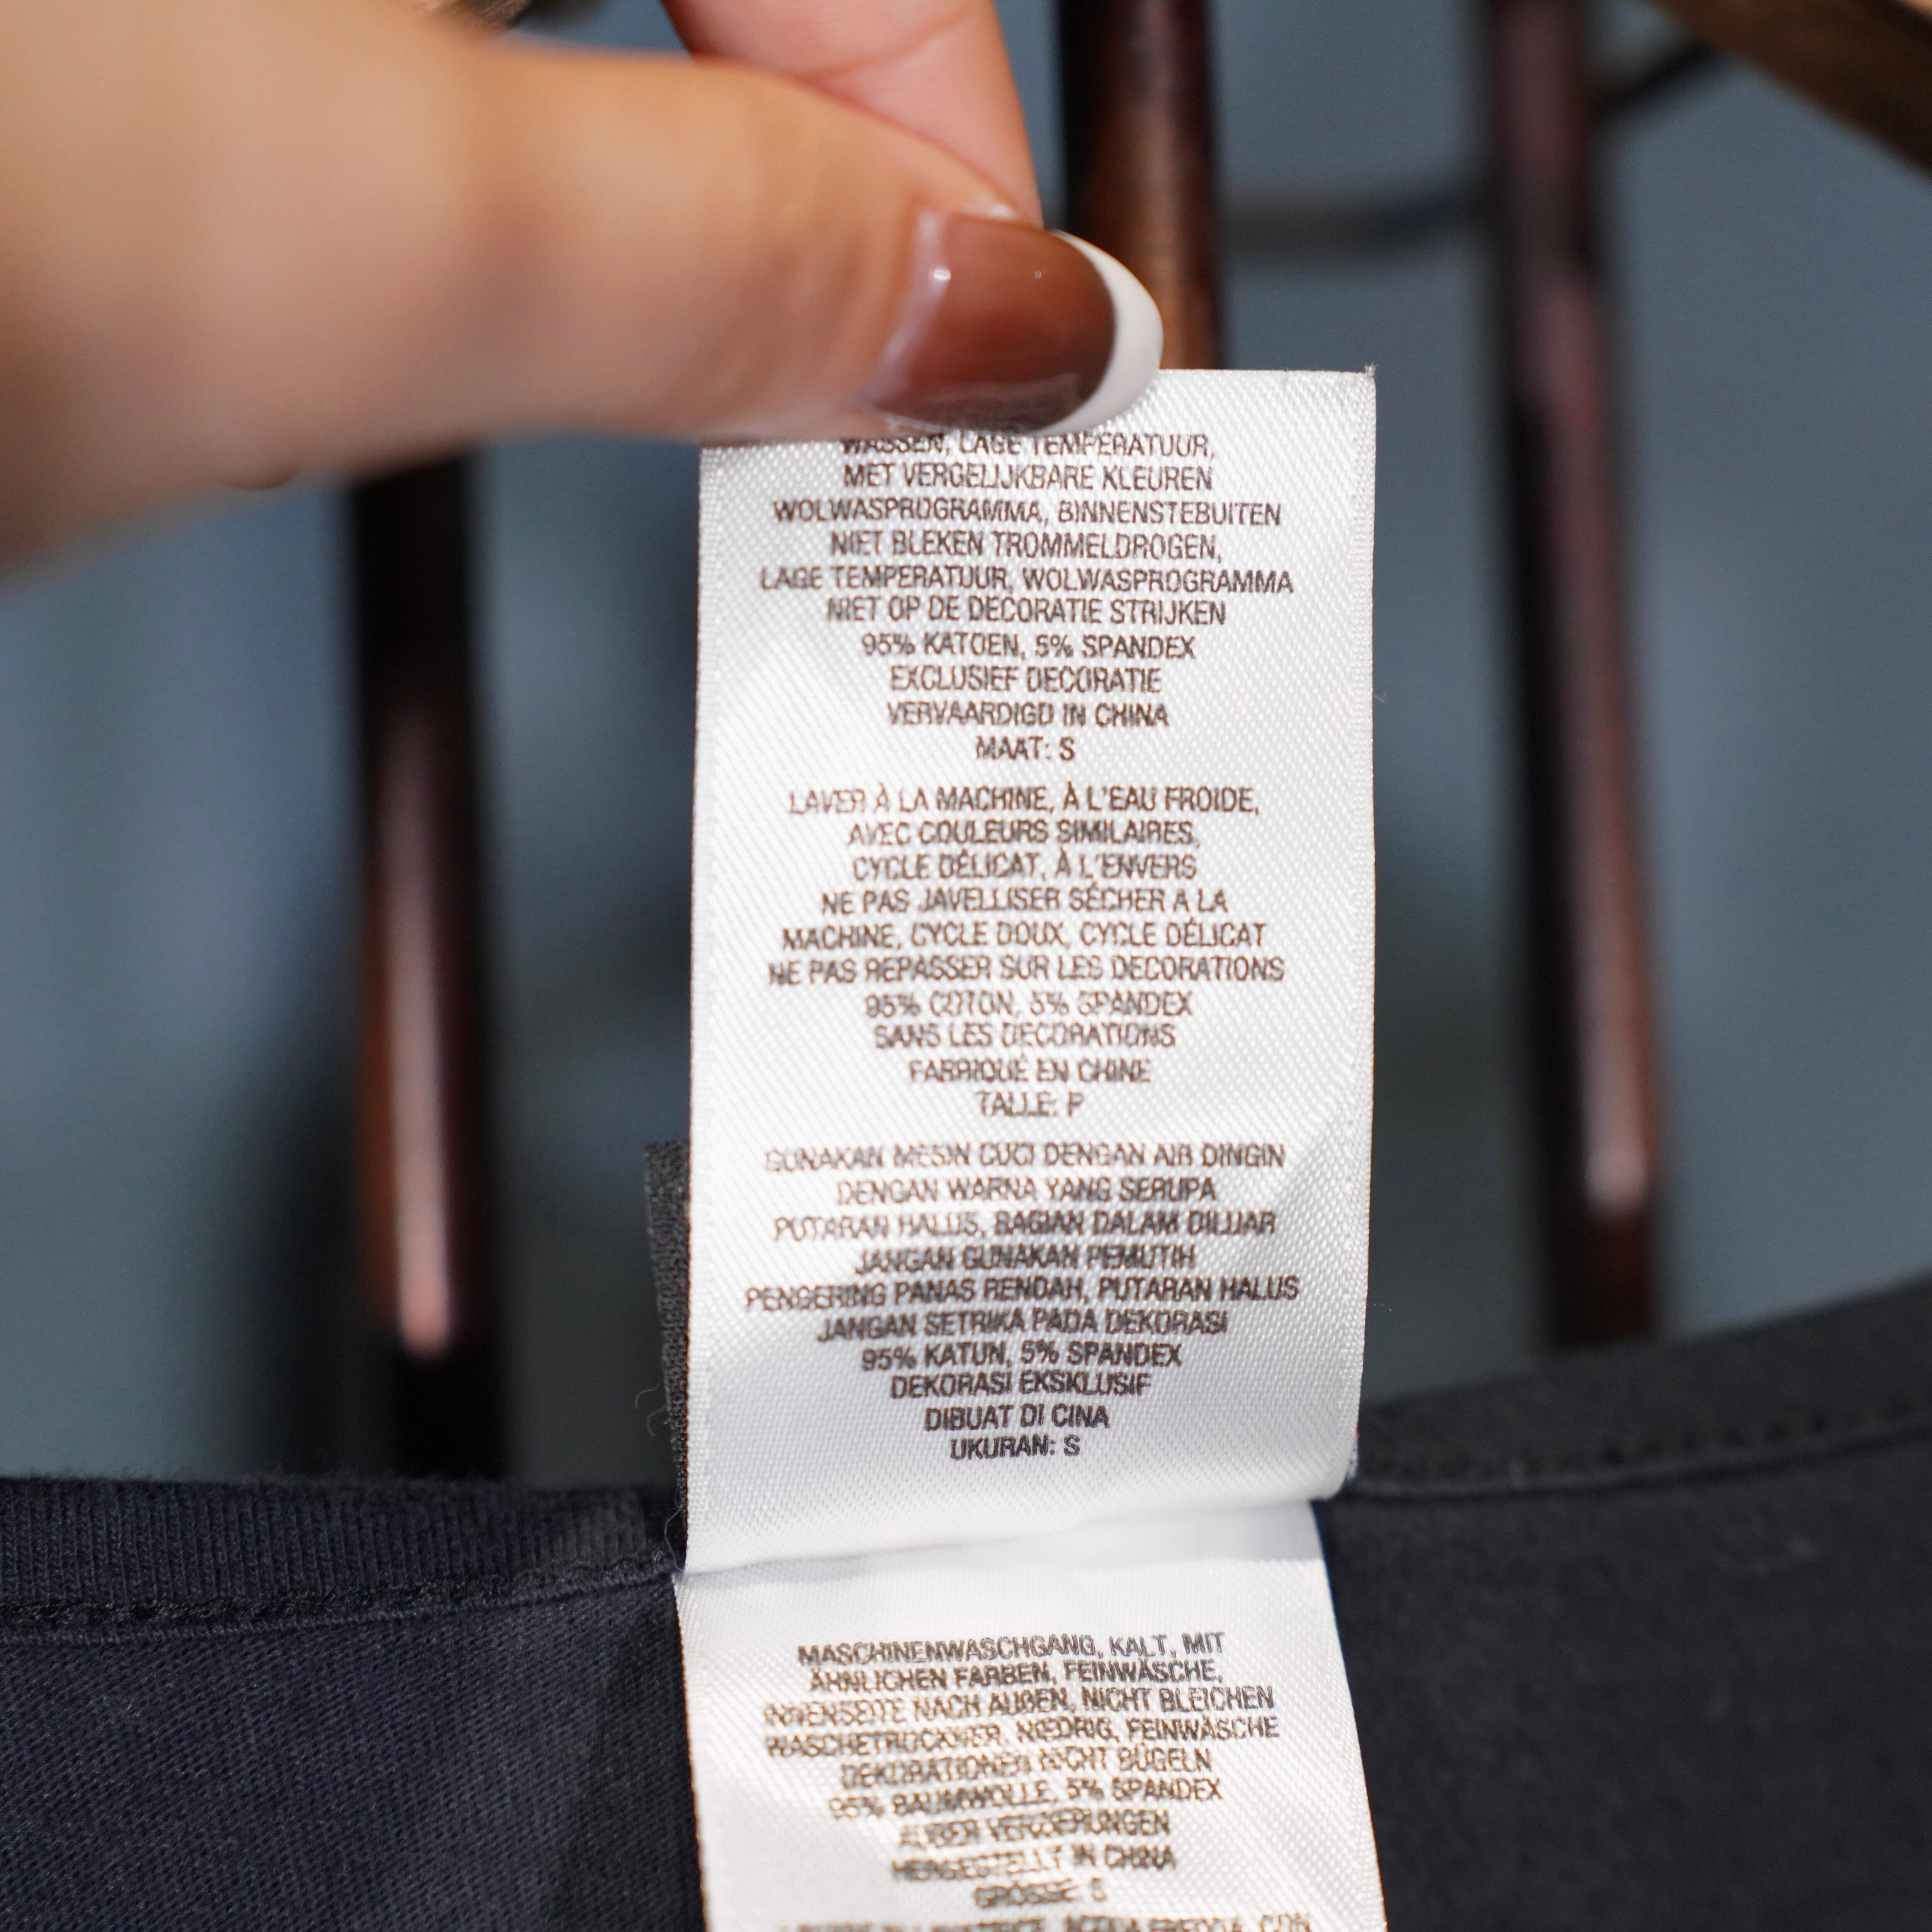 WASSEN, LAGE TEMPERATUUR,
MET VERGELIJKBARE KLEUREN
WOLWASPROGRAMMA, BINNENSTEBUITEN
NIET BLEKEN TROMMELDROGEN,
LAGE TEMPERATUUR, WOLWASPROGRAMMA
NIET OP DE DECORATIE STRIJKEN
95% KATOEN, 5% SPANDEX
EXCLUSIEF DECORATIE
VERVAARDIGD IN CHINA
MAAT: S
LAVER À LA MACHINE, À L'EAU FROIDE,
AVEC COULEURS SIMILAIRES,
CYCLE DÉLICAT, À L'ENVERS
NE PAS JAVELLISER SÉCHER A LA
MACHINE, CYCLE DOUX, CYCLE DÉLICAT
NE PAS REPASSER SUR LES DECORATIONS
95% COTON, 5% SPANDEX
SANS LES DECORATIONS
FABRIQUÉ EN CHINE
TALLE: P
GUNAKAN MESIN CUCI DENGAN AIR DINGIN
DENGAN WARNA YANG SERUPA
PUTARAN HALUS, BAGIAN DALAM DILUAR
JANGAN GUNAKAN PEMUTIH
PENGERING PANAS RENDAH, PUTARAN HALUS
JANGAN SETRIKA PADA DEKORASI
95% KATUN, 5% SPANDEX
DEKORASI EKSKLUSIF
DIBUAT DI CINA
UKURAN: S
MASCHINENWASCHGANG, KALT, MIT
ÄHNLICHEN FARBEN, FEINWÄSCHE,
INNENSEITE NACH AUßEN, NICHT BLEICHEN
WASCHETROCKNER, NIEDRIG, FEINWÄSCHE
DEKORATIONEN NICHT BÜGELN
95% BAUMWOLLE, 5% SPANDEX
AUßER VERZIERUNGEN
HERGESTELLT IN CHINA
GRÖSSE: S
ACQUA FREDDA, CON